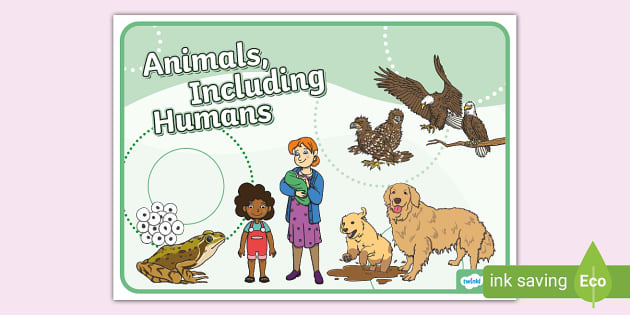 Animals,
Including
Humans
twinkl
ink saving
Eco